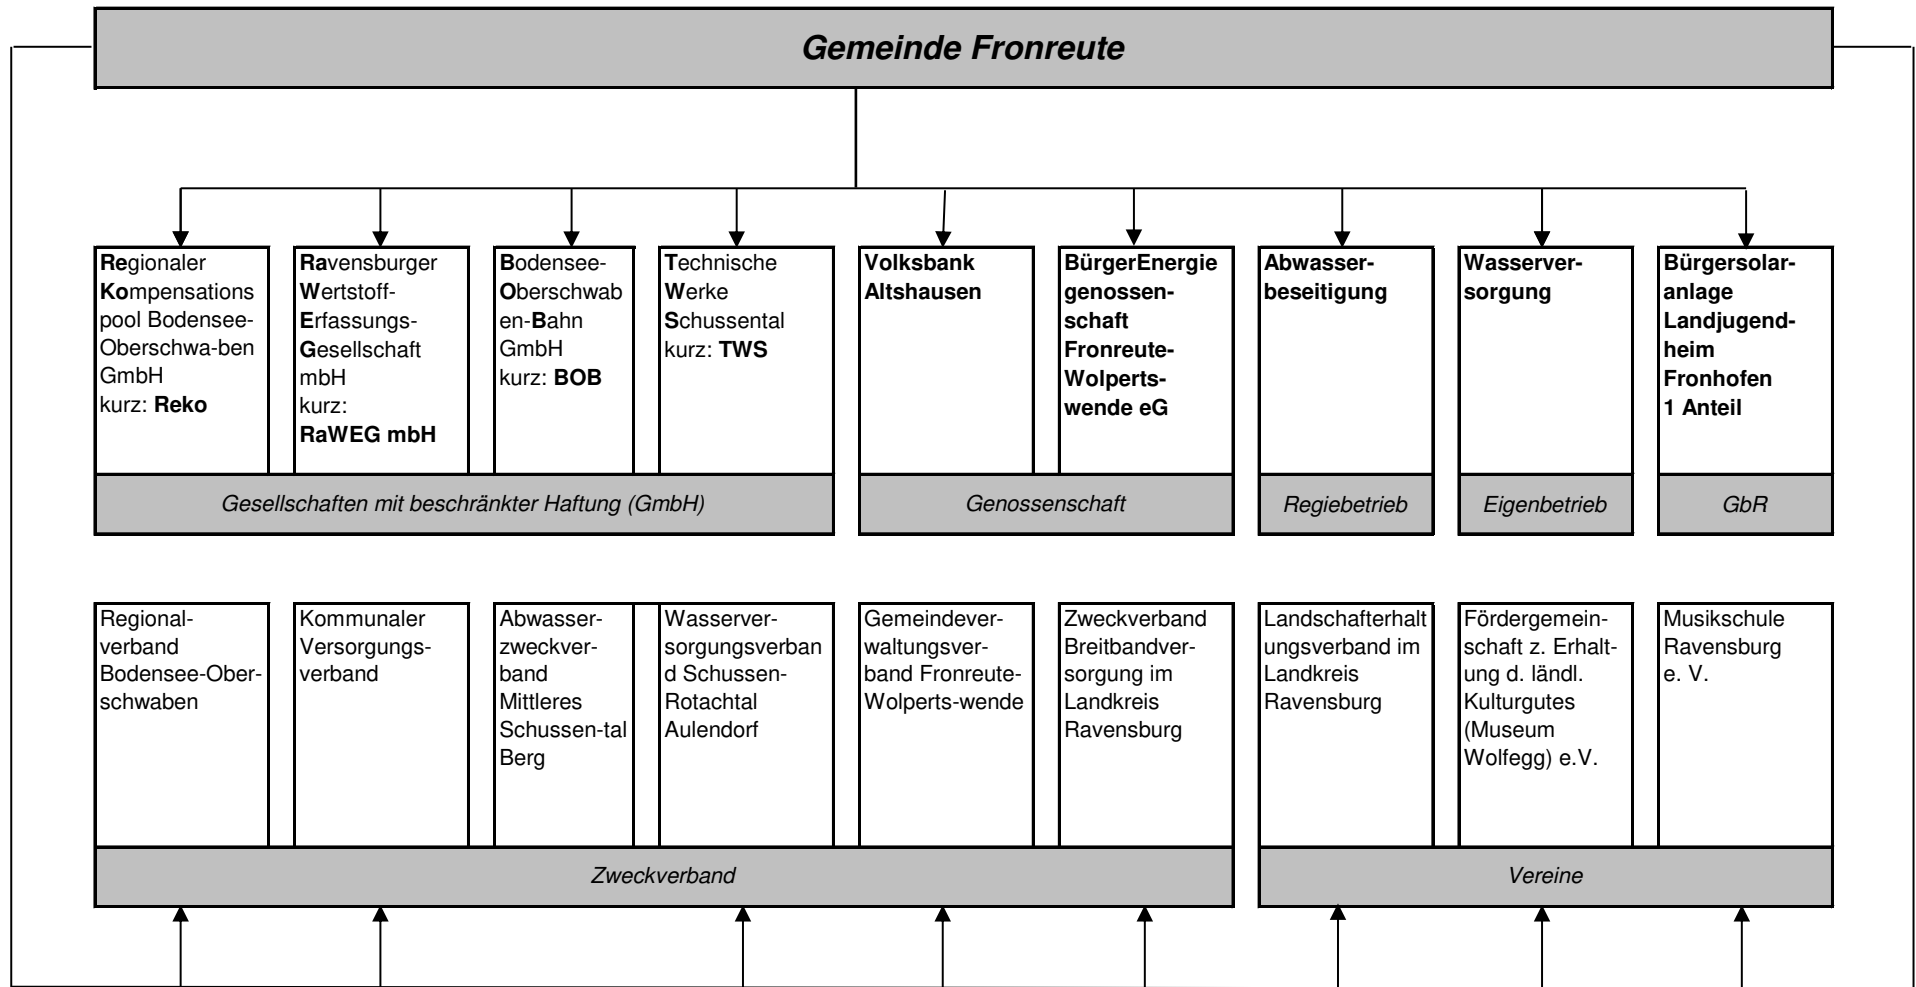 Gemeinde Fronreute
Regionaler
Kompensations
pool Bodensee-
Oberschwa-ben
GmbH
kurz: Reko
Ravensburger
Wertstoff-
Erfassungs-
Gesellschaft
mbH
kurz:
RaWEG mbH
Bodensee-
Oberschwab
en-Bahn
GmbH
kurz: BOB
Technische
Werke
Schussental
kurz: TWS
Volksbank
Altshausen
BürgerEnergie
genossen-
schaft
Fronreute-
Wolperts-
wende eG
Abwasser-
beseitigung
Wasserver-
sorgung
Bürgersolar-
anlage
Landjugend-
heim
Fronhofen
1 Anteil
Gesellschaften mit beschränkter Haftung (GmbH)
Genossenschaft
Regiebetrieb
Eigenbetrieb
GbR
Regional-
verband
Bodensee-Ober-
schwaben
Kommunaler
Versorgungs-
verband
Abwasser-
zweckver-
band
Mittleres
Schussen-tal
Berg
Wasserver-
sorgungsverban
d Schussen-
Rotachtal
Aulendorf
Gemeindever-
waltungsver-
band Fronreute-
Wolperts-wende
Zweckverband
Breitbandver-
sorgung im
Landkreis
Ravensburg
Landschafterhalt
ungsverband im
Landkreis
Ravensburg
Fördergemein-
schaft z. Erhalt-
ung d. ländl.
Kulturgutes
(Museum
Wolfegg) e.V.
Musikschule
Ravensburg
e. V.
Zweckverband
Vereine